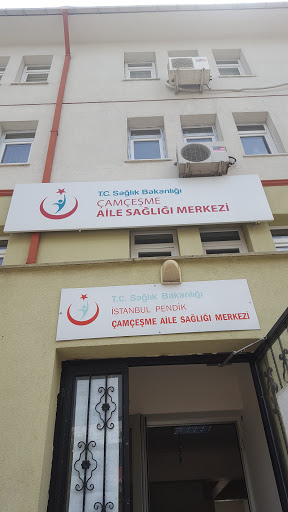 T.C. Sağlık Bakanlığı
ÇAMÇEŞME
AİLE SAĞLIĞI MERKEZİ
T.C. Sağlık Bakanlığı
İSTANBUL PENDİK
ÇAMÇEŞME AİLE SAĞLIĞI MERKEZİ